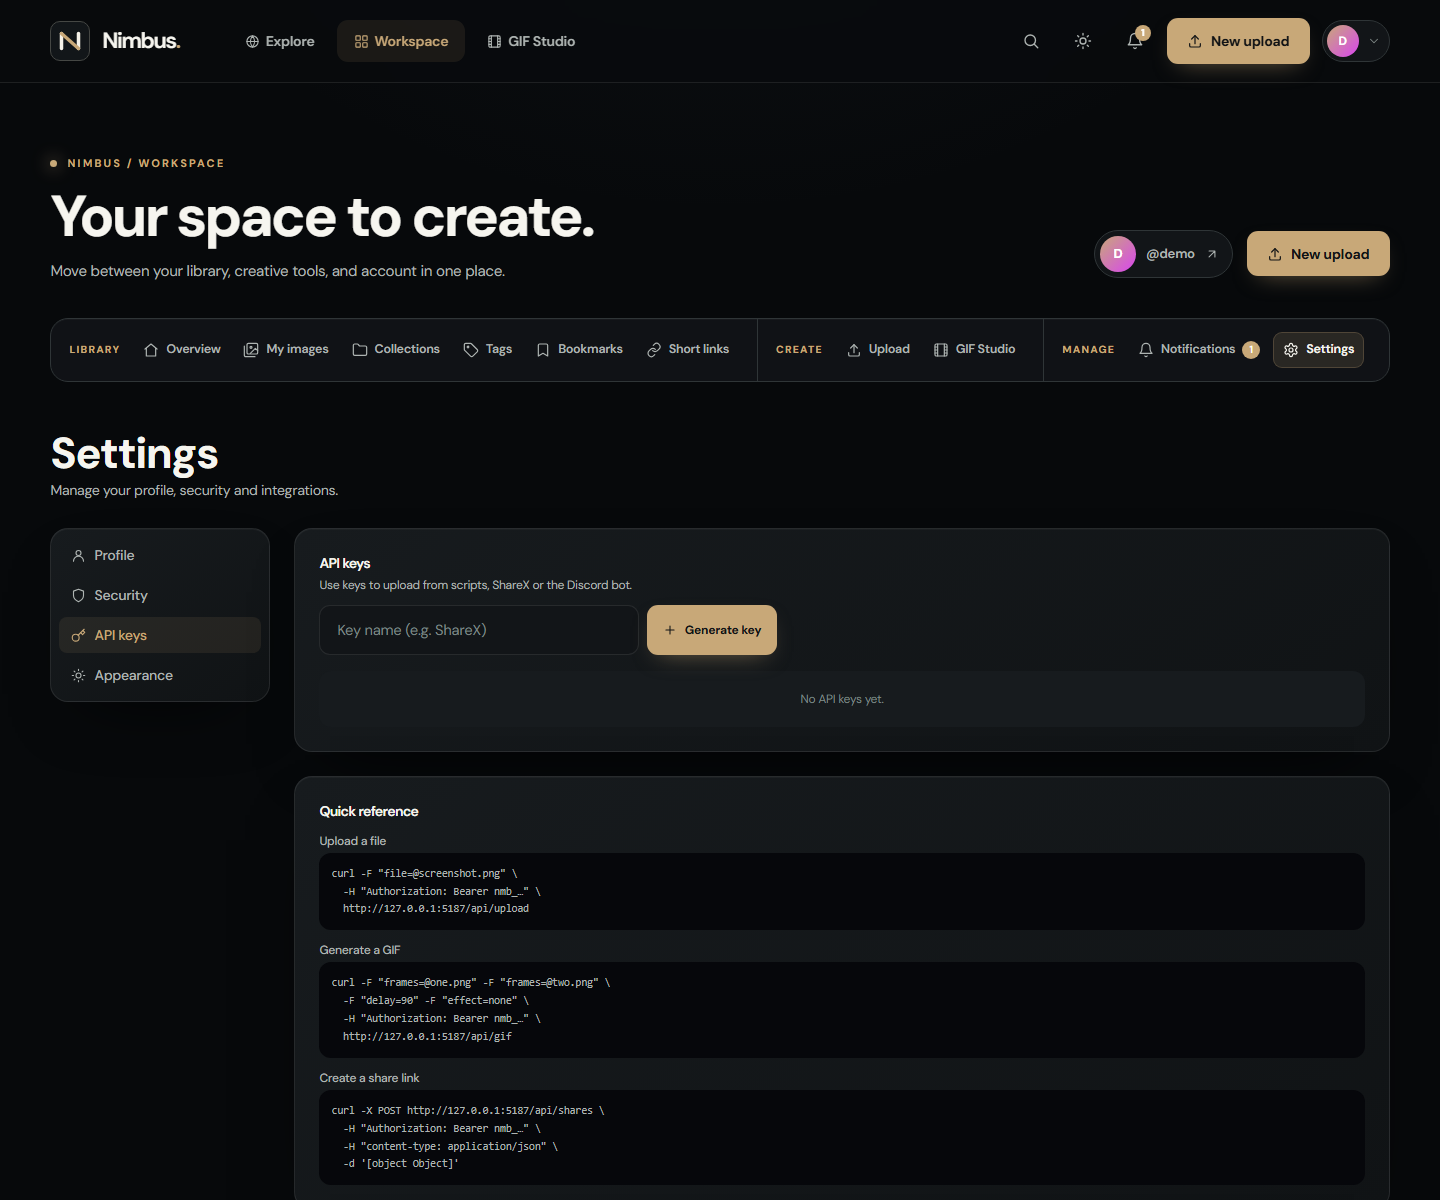 Nimbus.
Explore
Workspace
GIF Studio
1
New upload
D
NIMBUS / WORKSPACE
Your space to create.
Move between your library, creative tools, and account in one place.
D
@demo
New upload
LIBRARY
Overview
My images
Collections
Tags
Bookmarks
Short links
CREATE
Upload
GIF Studio
MANAGE
Notifications
1
Settings
Settings
Manage your profile, security and integrations.
Profile
Security
API keys
Appearance
API keys
Use keys to upload from scripts, ShareX or the Discord bot.
Key name (e.g. ShareX)
Generate key
No API keys yet.
Quick reference
Upload a file
curl -F "file=@screenshot.png" \
-H "Authorization: Bearer nmb_…" \
http://127.0.0.1:5187/api/upload
Generate a GIF
curl -F "frames=@one.png" -F "frames=@two.png" \
-F "delay=90" -F "effect=none" \
-H "Authorization: Bearer nmb_…" \
http://127.0.0.1:5187/api/gif
Create a share link
curl -X POST http://127.0.0.1:5187/api/shares \
-H "Authorization: Bearer nmb_…" \
-H "content-type: application/json" \
-d '[object Object]'